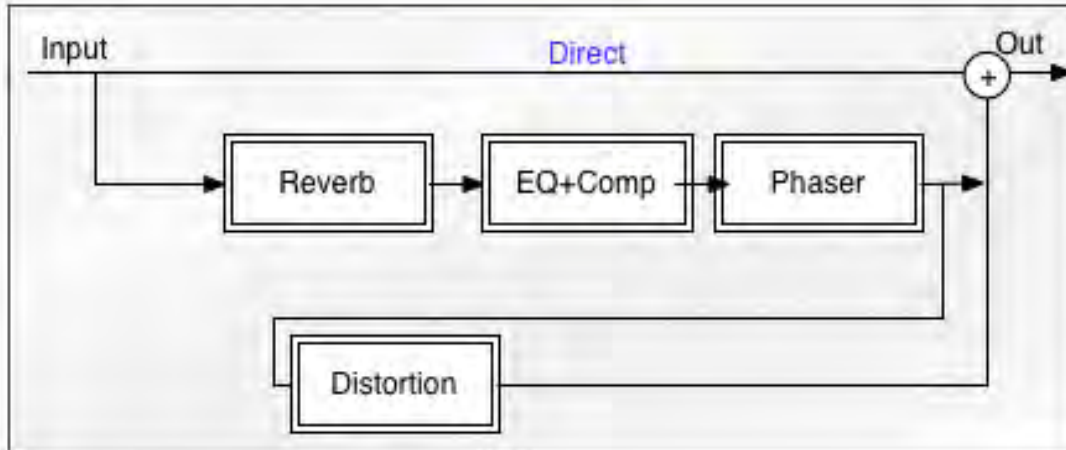 Input
Direct
Out
+
Reverb
EQ+Comp
Phaser
Distortion